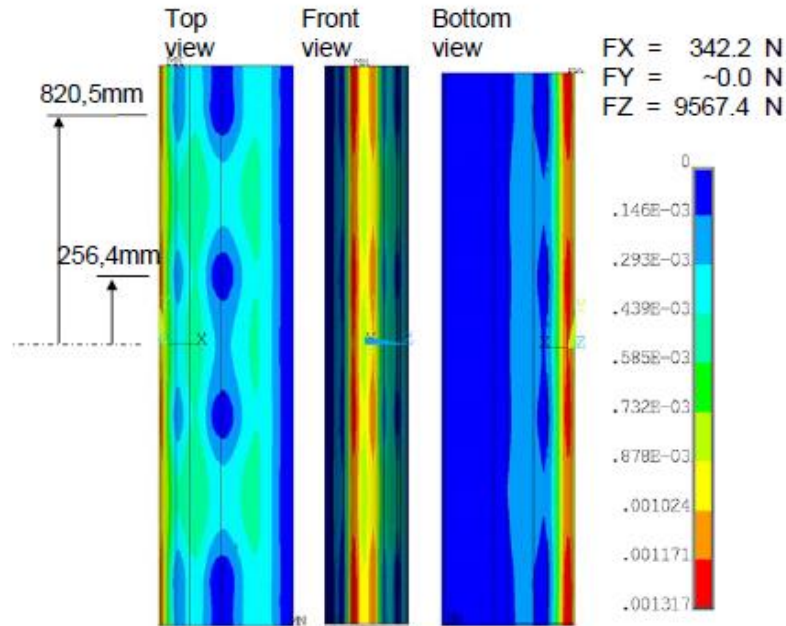 Top view
Front view
Bottom view
FX = 342.2 N
FY = ~0.0 N
FZ = 9567.4 N
820,5mm
256,4mm
X
0
.146E-03
.293E-03
.439E-03
.585E-03
.732E-03
.878E-03
.001024
.001171
.001317